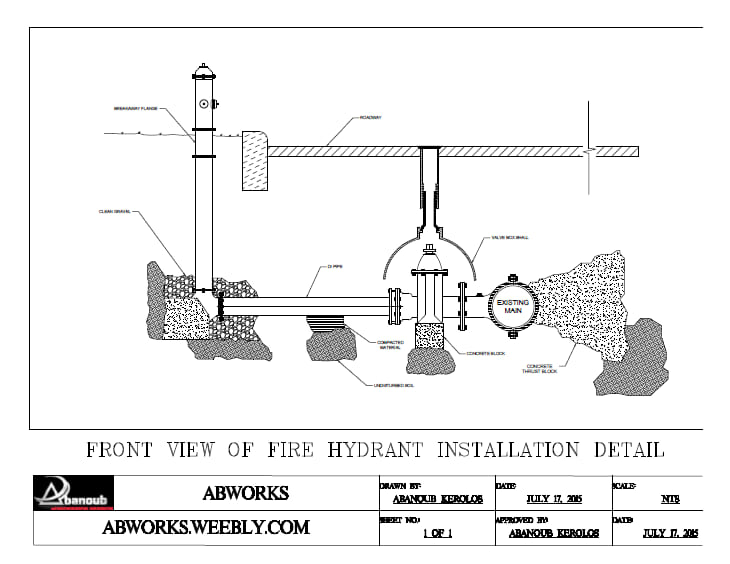 BREAKAWAY FLANGE
ROADWAY
CLEAN GRAVEL
VALVE BOX SHALL
DI PIPE
EXISTING
MAIN
COMPACTED
MATERIAL
CONCRETE BLOCK
CONCRETE
THRUST BLOCK
UNDISTURBED SOIL
FRONT VIEW OF FIRE HYDRANT INSTALLATION DETAIL
Abanoub
ABWORKS
DRAWN BY:
ABANOUB KEROLOS
DATE:
JULY 17, 2015
SCALE:
NTS
ABWORKS.WEEBLY.COM
SHEET NO.:
1 OF 1
APPROVED BY:
ABANOUB KEROLOS
DATE:
JULY 17, 2015